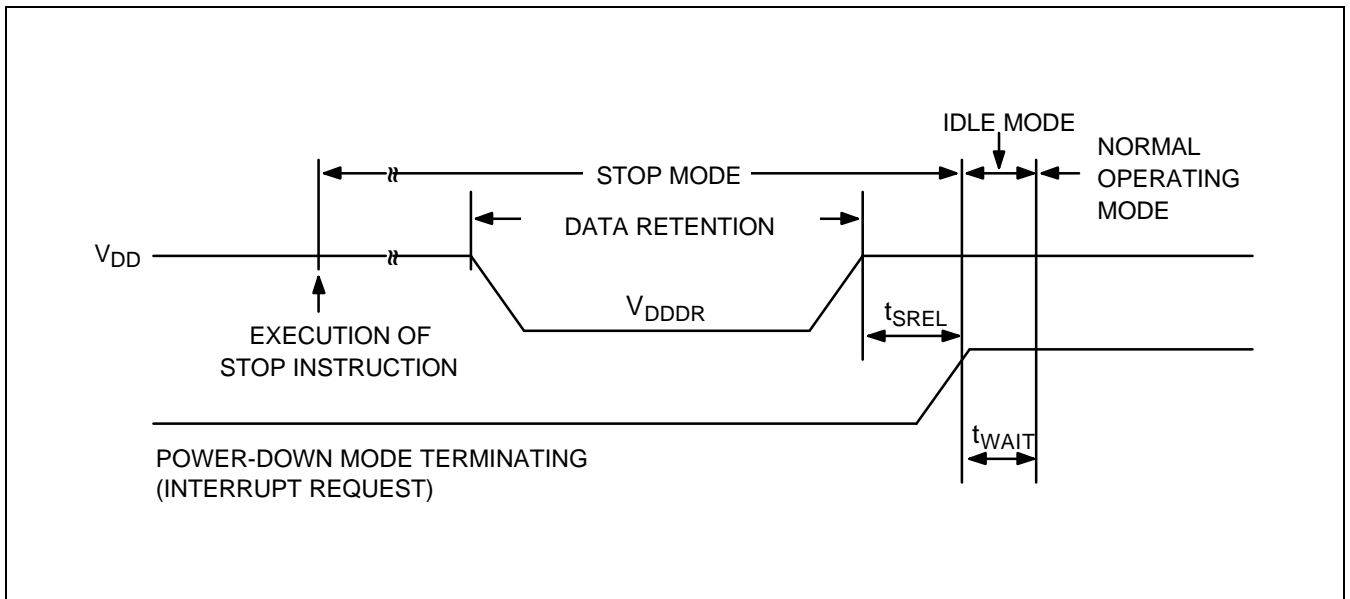 IDLE MODE
NORMAL
OPERATING
MODE
STOP MODE
DATA RETENTION
VDD
VDDDR
tSREL
EXECUTION OF
STOP INSTRUCTION
tWAIT
POWER-DOWN MODE TERMINATING
(INTERRUPT REQUEST)